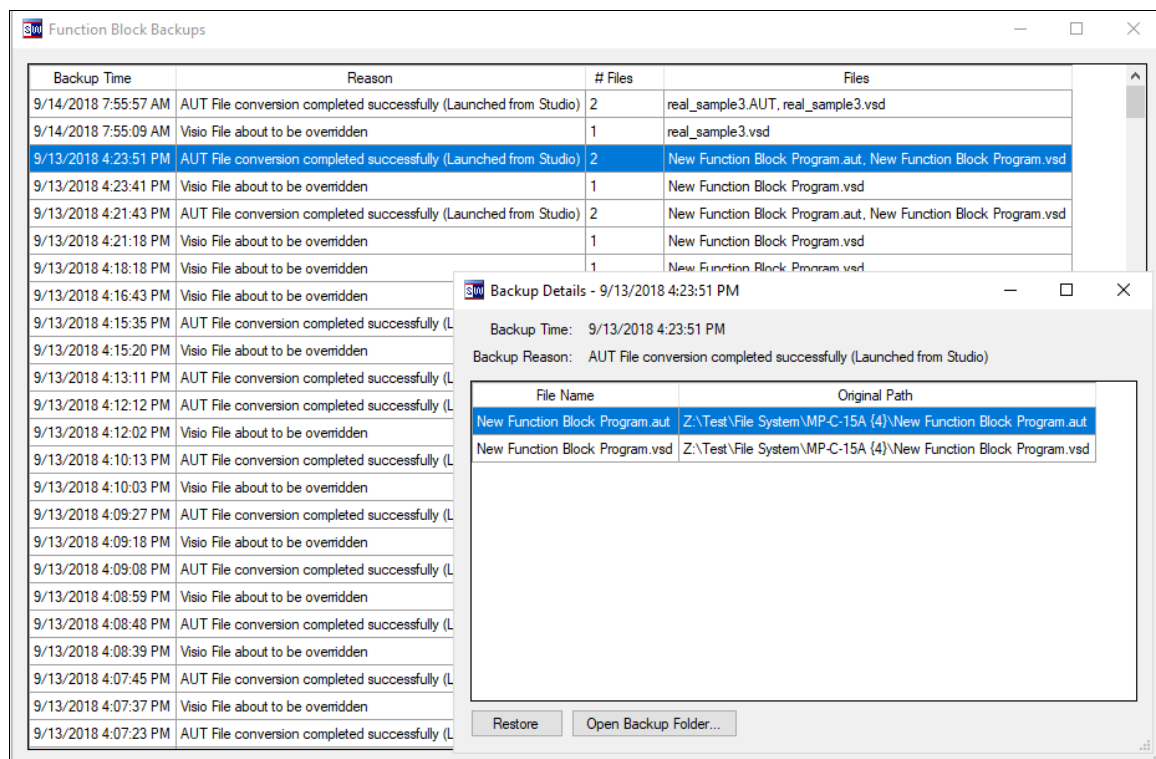 SW Function Block Backups
Backup Time Reason # Files Files
9/14/2018 7:55:57 AM AUT File conversion completed successfully (Launched from Studio) 2 real_sample3.AUT, real_sample3.vsd
9/14/2018 7:55:09 AM Visio File about to be overridden 1 real_sample3.vsd
9/13/2018 4:23:51 PM AUT File conversion completed successfully (Launched from Studio) 2 New Function Block Program.aut, New Function Block Program.vsd
9/13/2018 4:23:41 PM Visio File about to be overridden 1 New Function Block Program.vsd
9/13/2018 4:21:43 PM AUT File conversion completed successfully (Launched from Studio) 2 New Function Block Program.aut, New Function Block Program.vsd
9/13/2018 4:21:18 PM Visio File about to be overridden 1 New Function Block Program.vsd
9/13/2018 4:18:18 PM Visio File about to be overridden 1 New Function Block Program.vsd
9/13/2018 4:16:43 PM Visio File about to be overridden
9/13/2018 4:15:35 PM AUT File conversion completed successfully (L
9/13/2018 4:15:20 PM Visio File about to be overridden
9/13/2018 4:13:11 PM AUT File conversion completed successfully (L
9/13/2018 4:12:12 PM AUT File conversion completed successfully (L
9/13/2018 4:12:02 PM Visio File about to be overridden
9/13/2018 4:10:13 PM AUT File conversion completed successfully (L
9/13/2018 4:10:03 PM Visio File about to be overridden
9/13/2018 4:09:27 PM AUT File conversion completed successfully (L
9/13/2018 4:09:18 PM Visio File about to be overridden
9/13/2018 4:09:08 PM AUT File conversion completed successfully (L
9/13/2018 4:08:59 PM Visio File about to be overridden
9/13/2018 4:08:48 PM AUT File conversion completed successfully (L
9/13/2018 4:08:39 PM Visio File about to be overridden
9/13/2018 4:07:45 PM AUT File conversion completed successfully (L
9/13/2018 4:07:37 PM Visio File about to be overridden
9/13/2018 4:07:23 PM AUT File conversion completed successfully (L
SW Backup Details - 9/13/2018 4:23:51 PM
Backup Time: 9/13/2018 4:23:51 PM
Backup Reason: AUT File conversion completed successfully (Launched from Studio)
File Name Original Path
New Function Block Program.aut Z:\Test\File System\MP-C-15A {4}\New Function Block Program.aut
New Function Block Program.vsd Z:\Test\File System\MP-C-15A {4}\New Function Block Program.vsd
Restore Open Backup Folder...